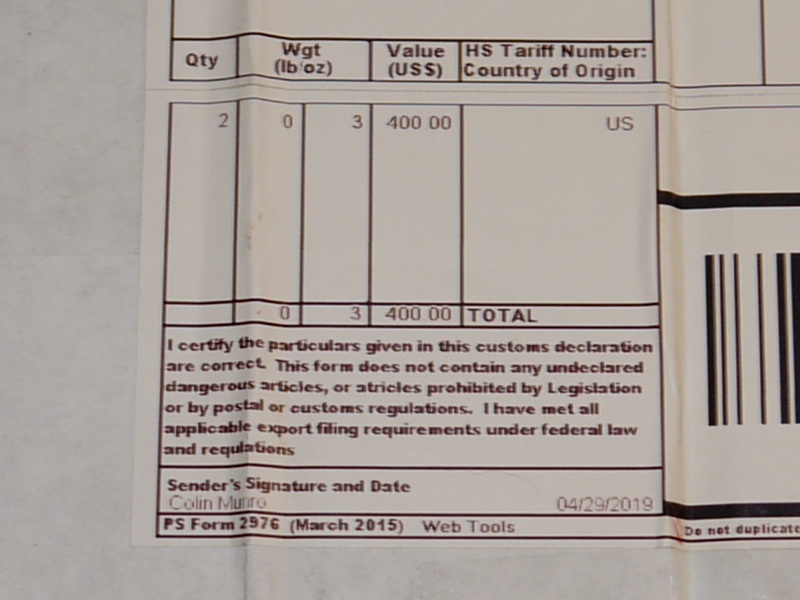 Qty Wgt Value HS Tariff Number:
(lb/oz) (US$) Country of Origin
2 0 3 400 00 US
0 3 400 00 TOTAL
I certify the particulars given in this customs declaration
are correct. This form does not contain any undeclared
dangerous articles, or atricles prohibited by Legislation
or by postal or customs regulations. I have met all
applicable export filing requirements under federal law
and regulations
Sender's Signature and Date
Colin Munro 04/29/2019
PS Form 2976 (March 2015) Web Tools
Do not duplicate